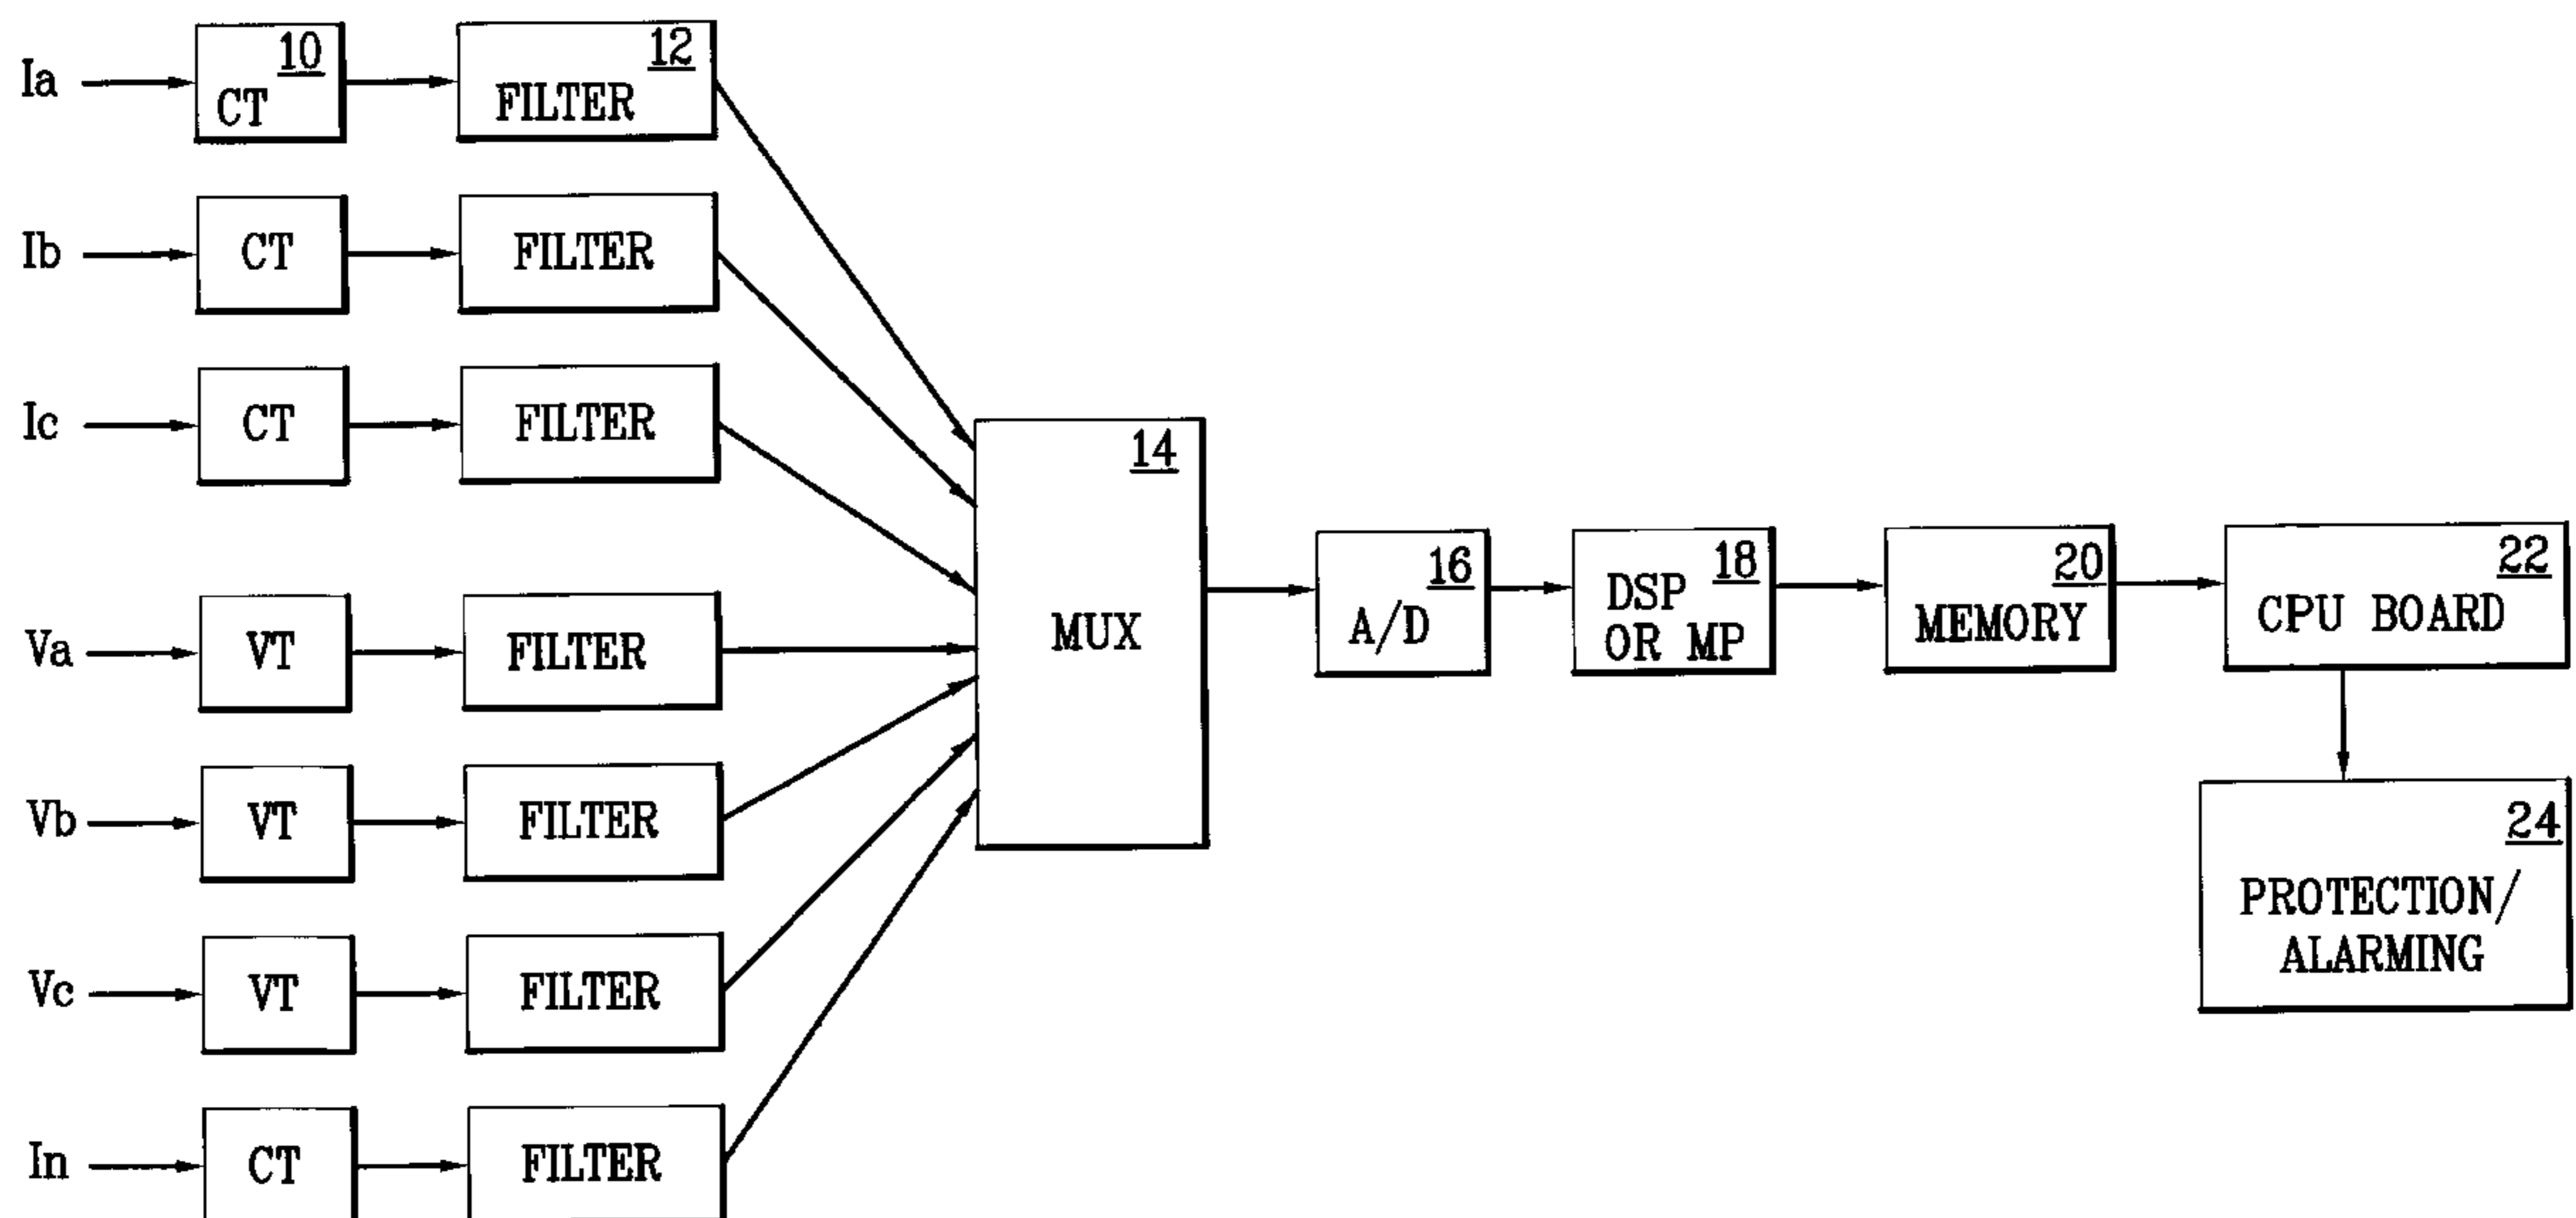 Ia
10
CT
12
FILTER
Ib
CT
FILTER
Ic
CT
FILTER
Va
VT
FILTER
Vb
VT
FILTER
Vc
VT
FILTER
In
CT
FILTER
14
MUX
16
A/D
18
DSP
OR MP
20
MEMORY
22
CPU BOARD
24
PROTECTION/
ALARMING